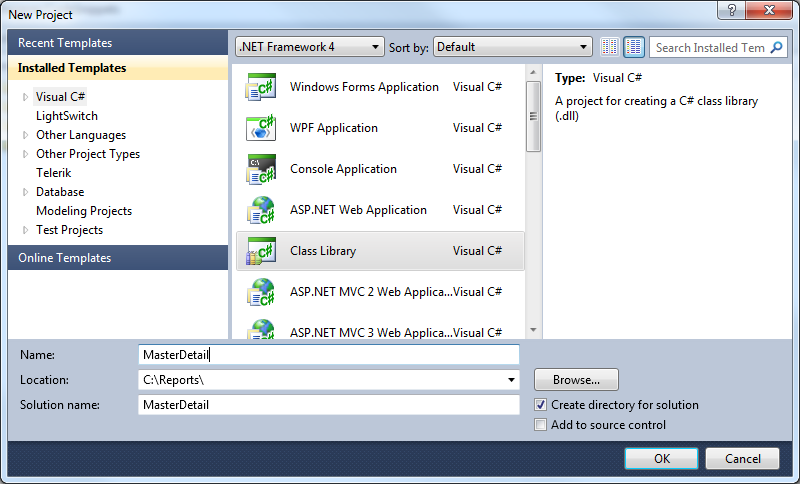 New Project
Recent Templates
Installed Templates
Visual C#
LightSwitch
Other Languages
Other Project Types
Telerik
Database
Modeling Projects
Test Projects
Online Templates
.NET Framework 4
Sort by:
Default
Search Installed Tem
Windows Forms Application Visual C#
WPF Application Visual C#
Console Application Visual C#
ASP.NET Web Application Visual C#
Class Library Visual C#
ASP.NET MVC 2 Web Applica... Visual C#
ASP.NET MVC 3 Web Applica... Visual C#
Type: Visual C#
A project for creating a C# class library
(.dll)
Name: MasterDetail
Location: C:\Reports\
Browse...
Solution name: MasterDetail
Create directory for solution
Add to source control
OK
Cancel